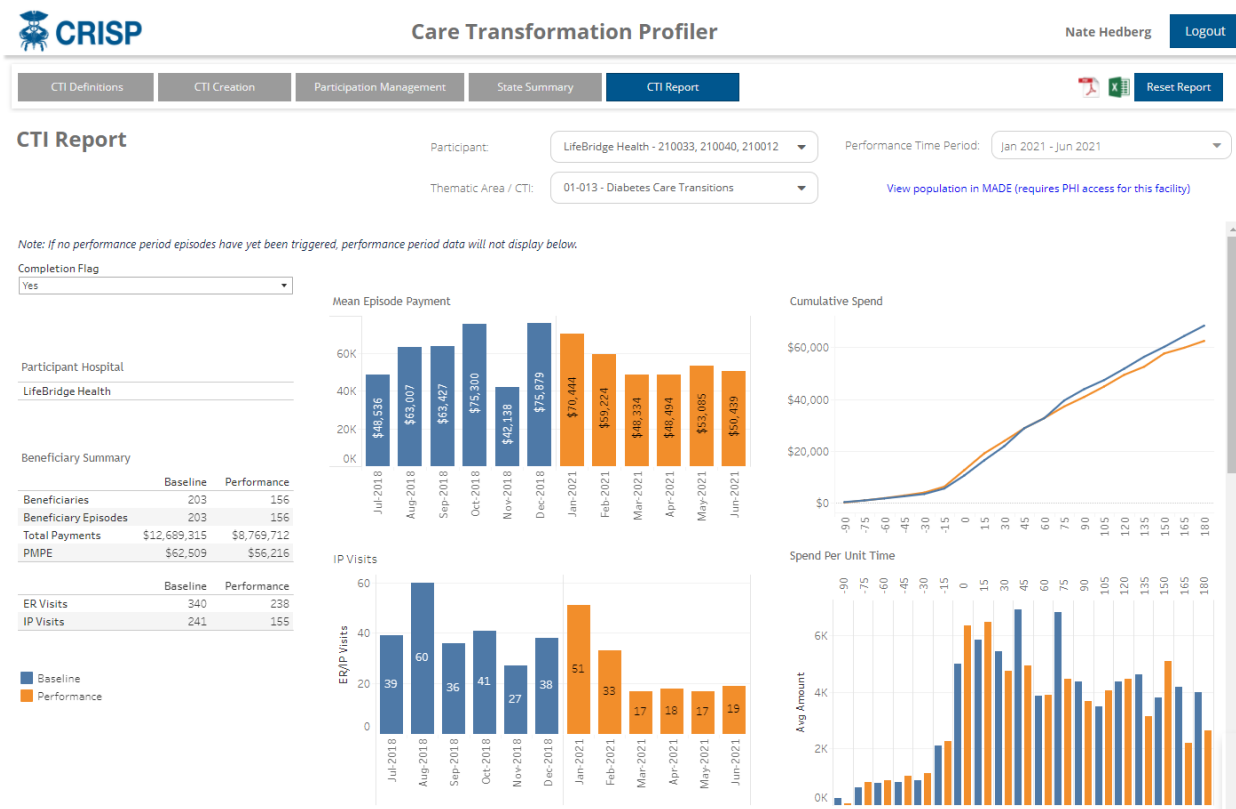 CRISP
Care Transformation Profiler
Nate Hedberg
Logout
CTI Definitions
CTI Creation
Participation Management
State Summary
CTI Report
Reset Report
CTI Report
Participant:
LifeBridge Health - 210033, 210040, 210012
Performance Time Period:
Jan 2021 - Jun 2021
Thematic Area / CTI:
01-013 - Diabetes Care Transitions
View population in MADE (requires PHI access for this facility)
Note: If no performance period episodes have yet been triggered, performance period data will not display below.
Completion Flag
Yes
Participant Hospital
LifeBridge Health
Beneficiary Summary
Baseline Performance
Beneficiaries 203 156
Beneficiary Episodes 203 156
Total Payments $12,689,315 $8,769,712
PMPE $62,509 $56,216
Baseline Performance
ER Visits 340 238
IP Visits 241 155
Baseline
Performance
Mean Episode Payment
60K
40K
20K
0K
$48,536 $63,007 $63,427 $75,300 $42,138 $75,879 $70,444 $59,224 $48,334 $48,494 $53,085 $50,439
Jul-2018 Aug-2018 Sep-2018 Oct-2018 Nov-2018 Dec-2018 Jan-2021 Feb-2021 Mar-2021 Apr-2021 May-2021 Jun-2021
Cumulative Spend
$60,000
$40,000
$20,000
$0
-90 -75 -60 -45 -30 -15 0 15 30 45 60 75 90 105 120 135 150 165 180
IP Visits
ER/IP Visits
60
40
20
0
39 60 36 41 27 38 51 33 17 18 17 19
Jul-2018 Aug-2018 Sep-2018 Oct-2018 Nov-2018 Dec-2018 Jan-2021 Feb-2021 Mar-2021 Apr-2021 May-2021 Jun-2021
Spend Per Unit Time
-90 -75 -60 -45 -30 -15 0 15 30 45 60 75 90 105 120 135 150 165 180
Avg Amount
6K
4K
2K
0K